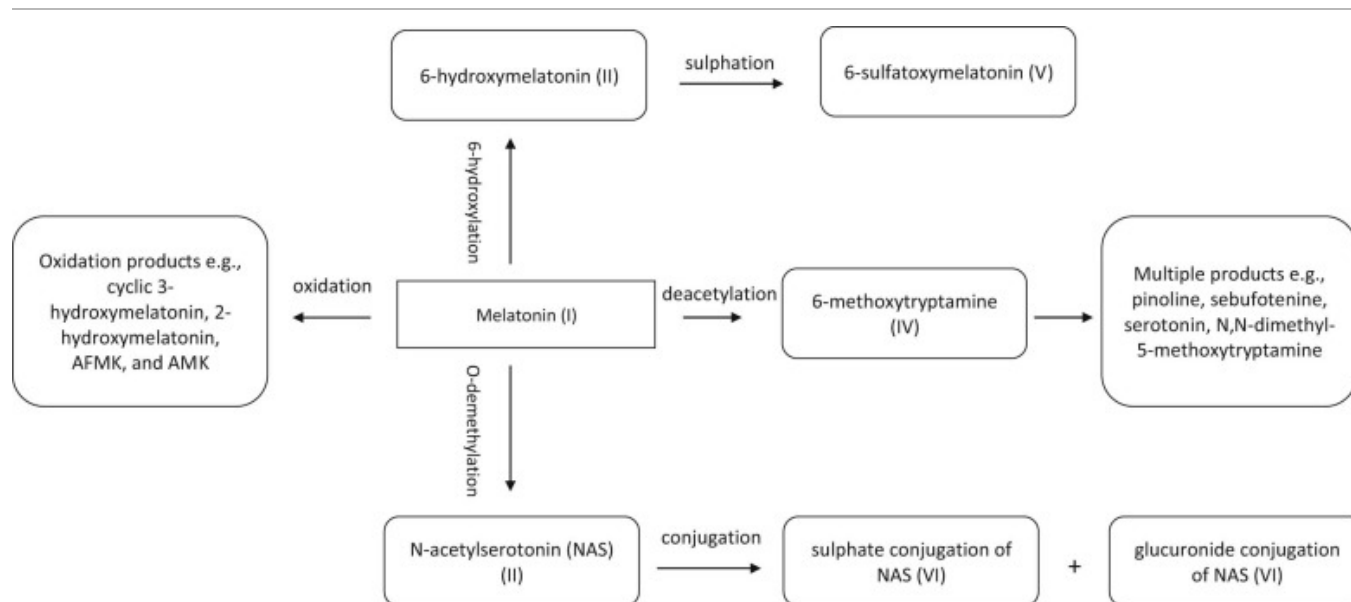 6-hydroxymelatonin (II)
sulphation
6-sulfatoxymelatonin (V)
6-hydroxylation
Oxidation products e.g.,
cyclic 3-
hydroxymelatonin, 2-
hydroxymelatonin,
AFMK, and AMK
oxidation
Melatonin (I)
deacetylation
6-methoxytryptamine
(IV)
Multiple products e.g.,
pinoline, sebufotenine,
serotonin, N,N-dimethyl-
5-methoxytryptamine
O-demethylation
N-acetylserotonin (NAS)
(II)
conjugation
sulphate conjugation of
NAS (VI)
+
glucuronide conjugation
of NAS (VI)